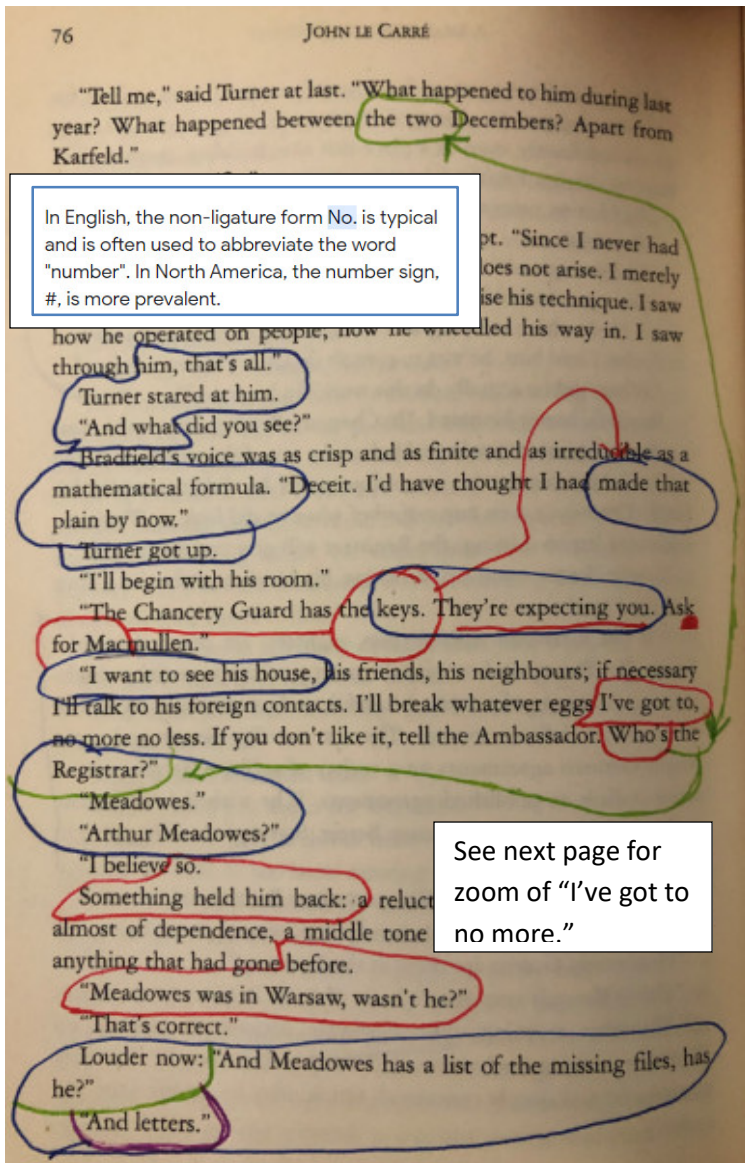 76
JOHN LE CARRÉ
"Tell me," said Turner at last. "What happened to him during last
year? What happened between the two Decembers? Apart from
Karfeld."
In English, the non-ligature form No. is typical
and is often used to abbreviate the word
"number". In North America, the number sign,
#, is more prevalent.
pt. "Since I never had
does not arise. I merely
ise his technique. I saw
how he operated on people; how he wheedled his way in. I saw
through him, that's all."
Turner stared at him.
"And what did you see?"
Bradfield's voice was as crisp and as finite and as irreducible as a
mathematical formula. "Deceit. I'd have thought I had made that
plain by now."
Turner got up.
"I'll begin with his room."
"The Chancery Guard has the keys. They're expecting you. Ask
for Macmullen."
"I want to see his house, his friends, his neighbours; if necessary
I'll talk to his foreign contacts. I'll break whatever eggs I've got to,
no more no less. If you don't like it, tell the Ambassador. Who's the
Registrar?"
"Meadowes."
"Arthur Meadowes?"
"I believe so."
Something held him back: a reluct
almost of dependence, a middle tone
anything that had gone before.
See next page for
zoom of "I've got to
no more."
"Meadowes was in Warsaw, wasn't he?"
"That's correct."
Louder now: "And Meadowes has a list of the missing files, has
he?"
"And letters."